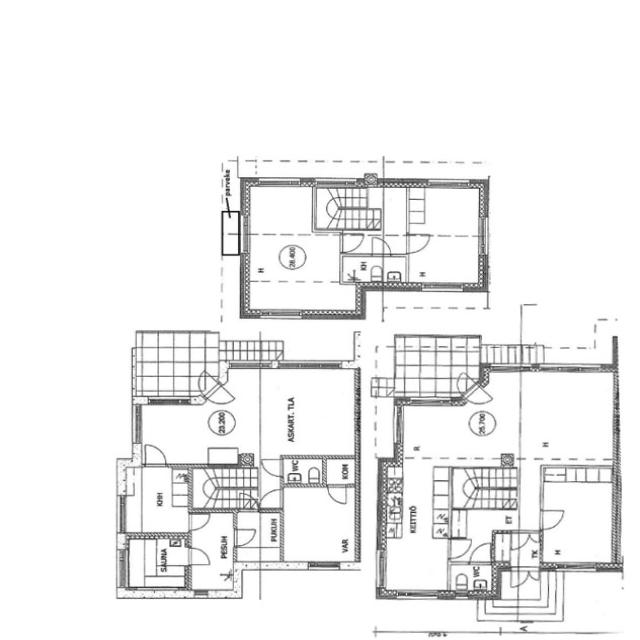 parveke
H
28.400
KH
H
23.200
ASKART. TLA
WC
KOM
KHH
SAUNA
PESUH
PUKUH
VAR
25.700
R
H
KEITTIÖ
ET
WC
TK
H
A